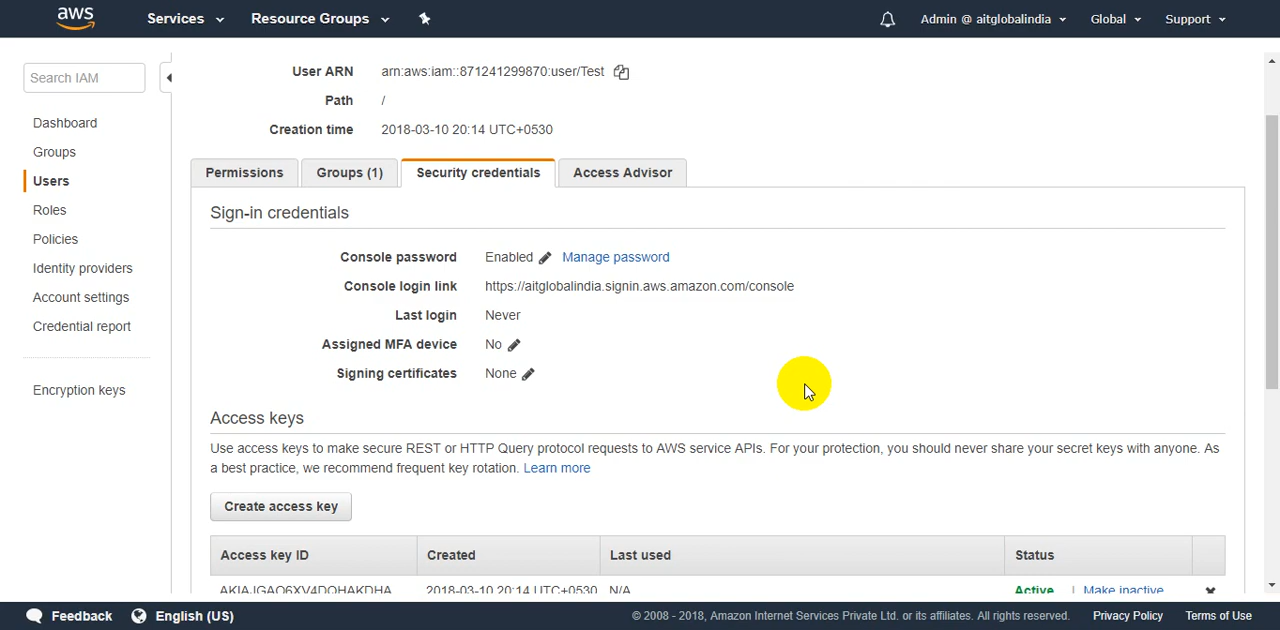 aws Services Resource Groups Admin @ aitglobalindia Global Support
Search IAM
Dashboard
Groups
Users
Roles
Policies
Identity providers
Account settings
Credential report
Encryption keys
User ARN arn:aws:iam::871241299870:user/Test
Path /
Creation time 2018-03-10 20:14 UTC+0530
Permissions Groups (1) Security credentials Access Advisor
Sign-in credentials
Console password Enabled Manage password
Console login link https://aitglobalindia.signin.aws.amazon.com/console
Last login Never
Assigned MFA device No
Signing certificates None
Access keys
Use access keys to make secure REST or HTTP Query protocol requests to AWS service APIs. For your protection, you should never share your secret keys with anyone. As
a best practice, we recommend frequent key rotation. Learn more
Create access key
Access key ID Created Last used Status
2018-03-10 20:14 UTC+0530 N/A Active | Make inactive
Feedback English (US) © 2008 - 2018, Amazon Internet Services Private Ltd. or its affiliates. All rights reserved. Privacy Policy Terms of Use